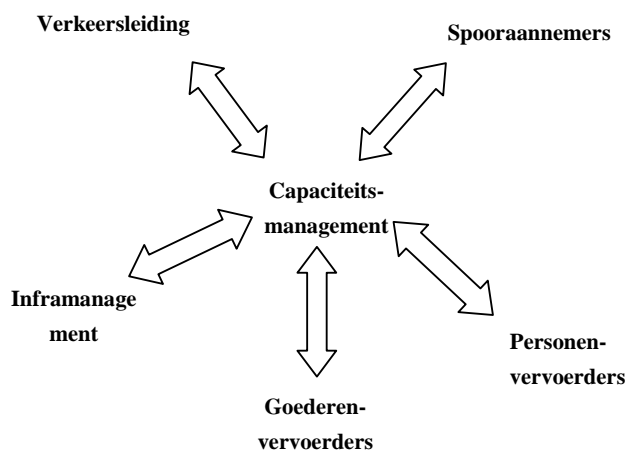 Verkeersleiding
Spooraannemers
Capaciteits-
management
Inframanage
ment
Personen-
vervoerders
Goederen-
vervoerders